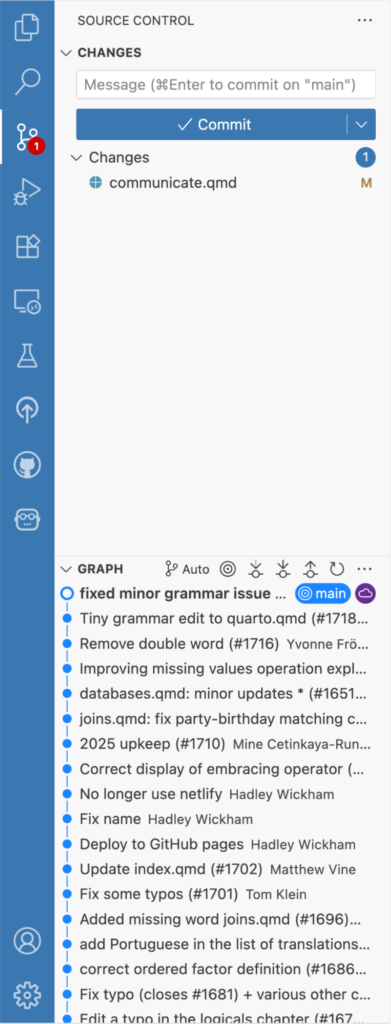 SOURCE CONTROL ...
CHANGES
Message (⌘Enter to commit on "main")
Commit
Changes 1
communicate.qmd M
1
GRAPH Auto ...
fixed minor grammar issue ... main
Tiny grammar edit to quarto.qmd (#1718...
Remove double word (#1716) Yvonne Frö...
Improving missing values operation expl...
databases.qmd: minor updates * (#1651...
joins.qmd: fix party-birthday matching c...
2025 upkeep (#1710) Mine Cetinkaya-Run...
Correct display of embracing operator (...
No longer use netlify Hadley Wickham
Fix name Hadley Wickham
Deploy to GitHub pages Hadley Wickham
Update index.qmd (#1702) Matthew Vine
Fix some typos (#1701) Tom Klein
Added missing word joins.qmd (#1696)...
add Portuguese in the list of translations...
correct ordered factor definition (#1686...
Fix typo (closes #1681) + various other c...
Edit a typo in the logicals chapter (#167...